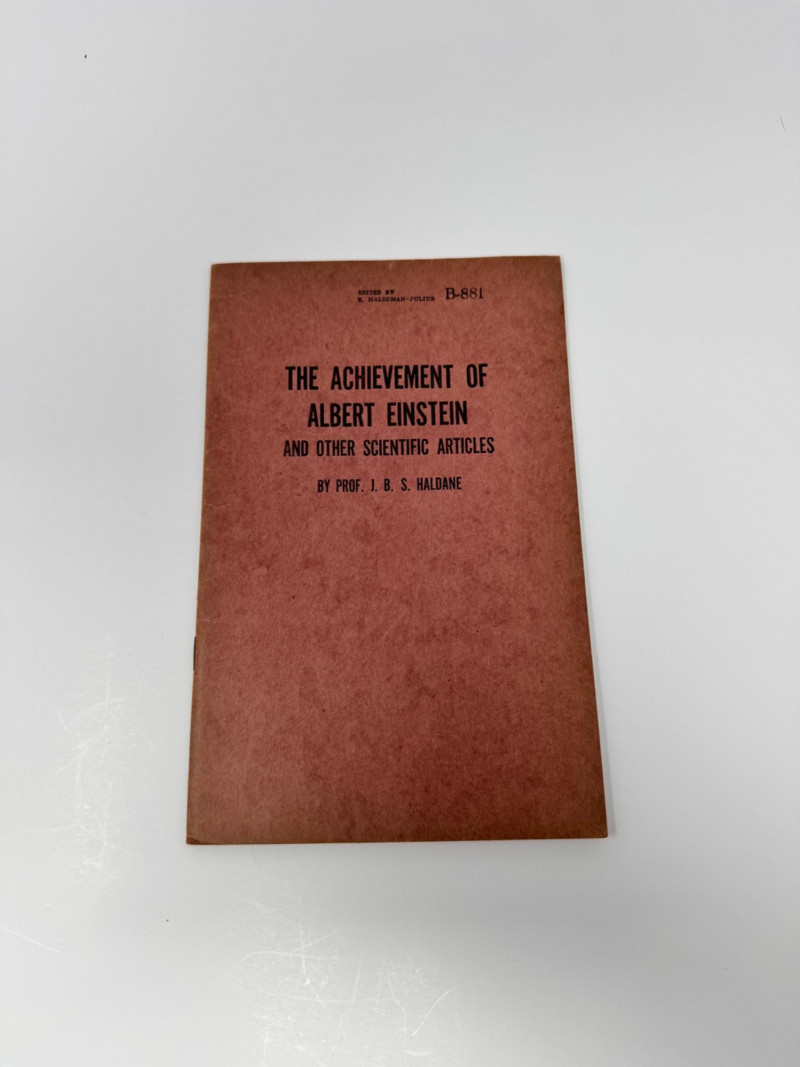 EDITED BY
E. HALDEMAN-JULIUS B-881
THE ACHIEVEMENT OF
ALBERT EINSTEIN
AND OTHER SCIENTIFIC ARTICLES
BY PROF. J. B. S. HALDANE